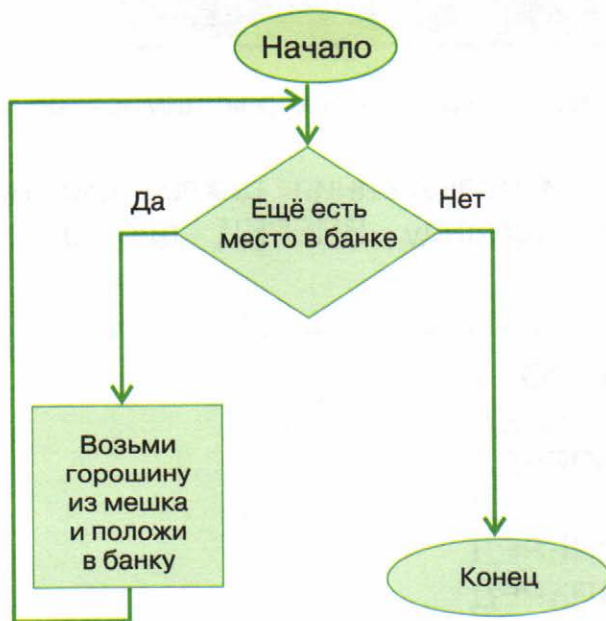 Начало
Да
Ещё есть
место в банке
Нет
Возьми
горошину
из мешка
и положи
в банку
Конец